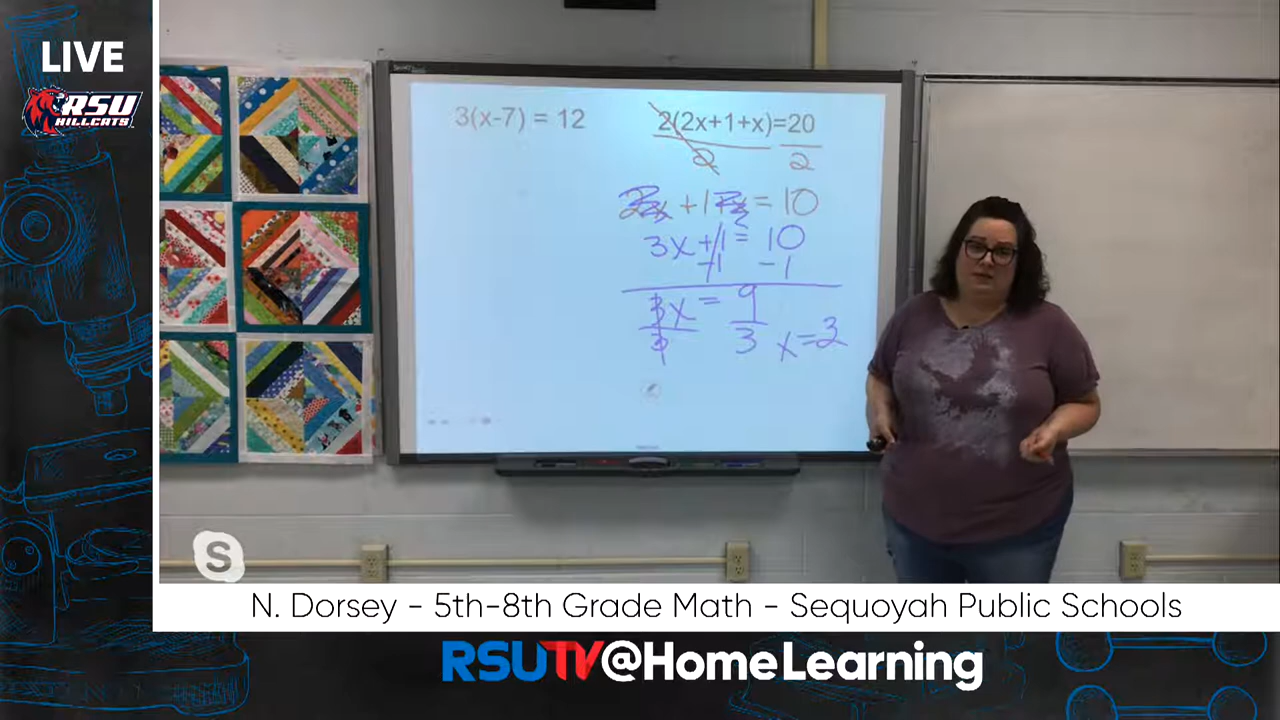 LIVE
RSU
HILLCATS
3(x-7) = 12
2(2x+1+x)=20
2 2
2x +1 = 10
3x+1 = 10
-1 -1
3x = 9
3 3 x=3
S
N. Dorsey - 5th-8th Grade Math - Sequoyah Public Schools
RSUTV@HomeLearning